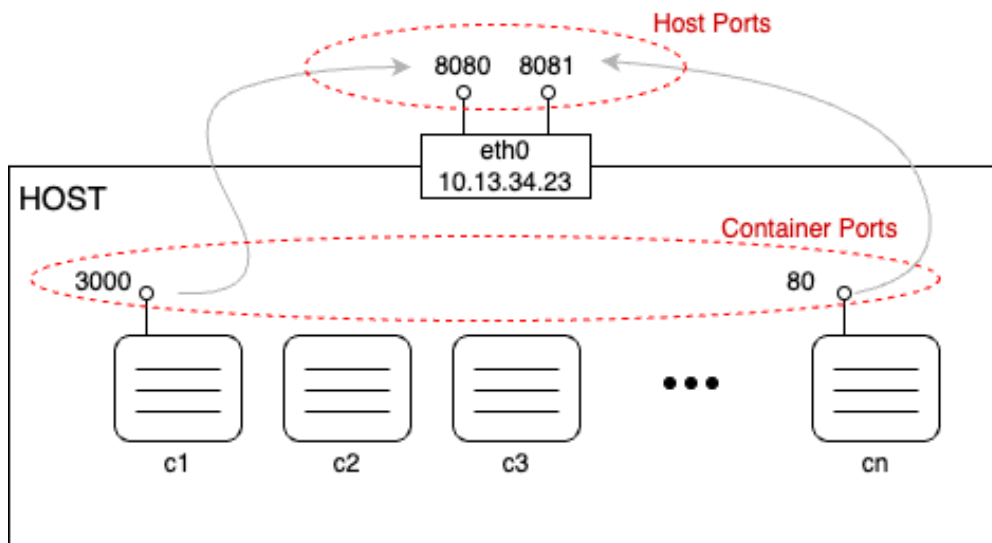 Host Ports
8080 8081
eth0
10.13.34.23
HOST
Container Ports
3000 80
c1 c2 c3 cn